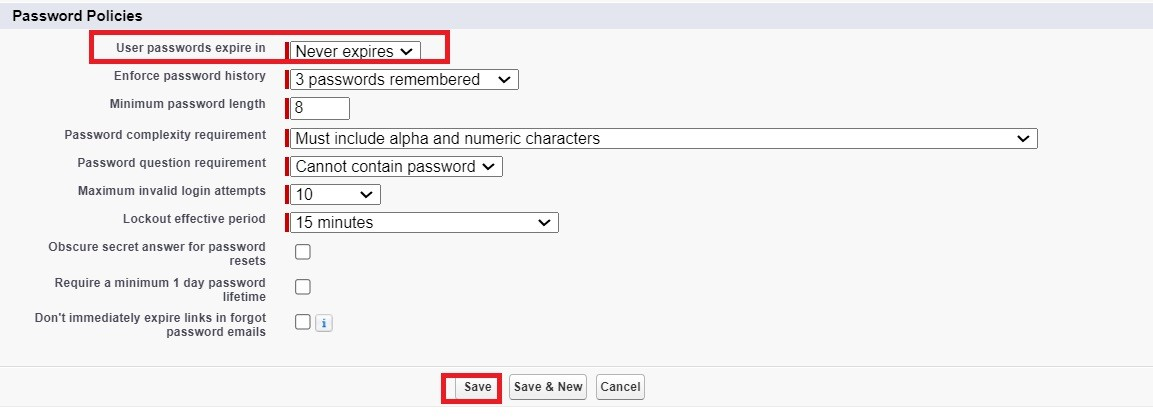 Password Policies
User passwords expire in Never expires
Enforce password history 3 passwords remembered
Minimum password length 8
Password complexity requirement Must include alpha and numeric characters
Password question requirement Cannot contain password
Maximum invalid login attempts 10
Lockout effective period 15 minutes
Obscure secret answer for password
resets
Require a minimum 1 day password
lifetime
Don't immediately expire links in forgot
password emails i
Save Save & New Cancel